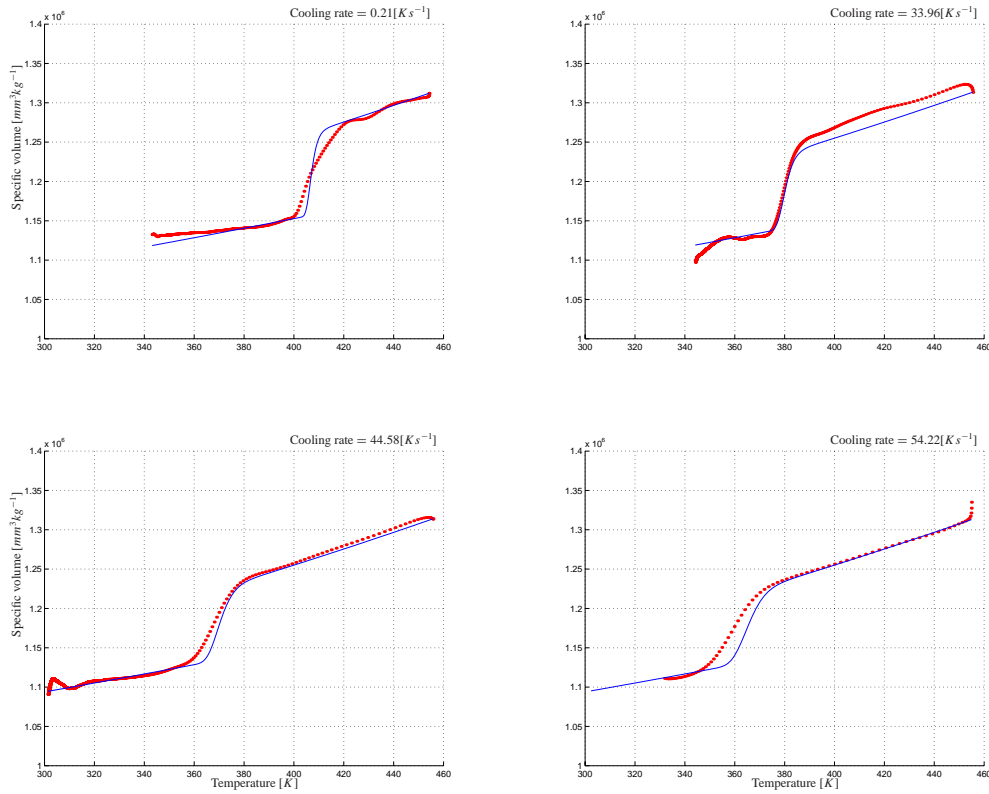 x 10^6
Cooling rate = 0.21[Ks^{-1}]
1.4
1.35
1.3
1.25
1.2
1.15
1.1
1.05
1
Specific volume [mm^3kg^{-1}]
300 320 340 360 380 400 420 440 460
x 10^6
Cooling rate = 33.96[Ks^{-1}]
1.4
1.35
1.3
1.25
1.2
1.15
1.1
1.05
1
300 320 340 360 380 400 420 440 460
x 10^6
Cooling rate = 44.58[Ks^{-1}]
1.4
1.35
1.3
1.25
1.2
1.15
1.1
1.05
1
Specific volume [mm^3kg^{-1}]
300 320 340 360 380 400 420 440 460
Temperature [K]
x 10^6
Cooling rate = 54.22[Ks^{-1}]
1.4
1.35
1.3
1.25
1.2
1.15
1.1
1.05
1
300 320 340 360 380 400 420 440 460
Temperature [K]